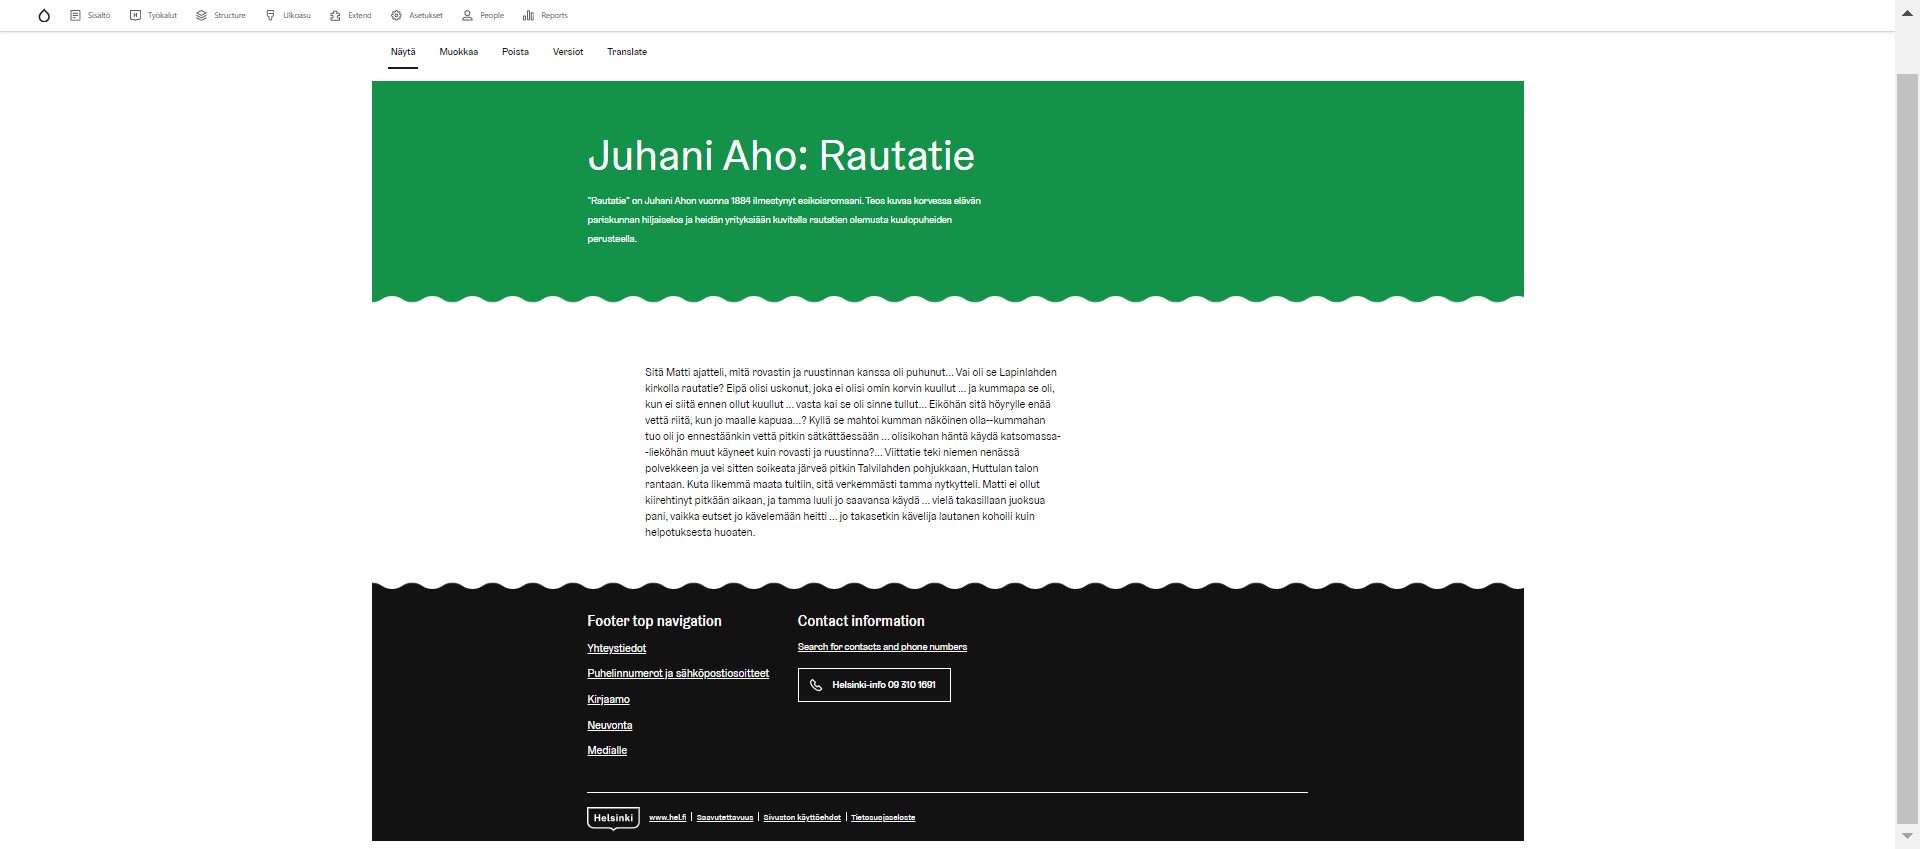 Sisältö Työkalut Structure Ulkoasu Extend Asetukset People Reports
Näytä Muokkaa Poista Versiot Translate
Juhani Aho: Rautatie
"Rautatie" on Juhani Ahon vuonna 1884 ilmestynyt esikoisromaani. Teos kuvaa korvessa elävän
pariskunnan hiljaiseloa ja heidän yrityksiään kuvitella rautatien olemusta kuulopuheiden
perusteella.
Sitä Matti ajatteli, mitä rovastin ja ruustinnan kanssa oli puhunut... Vai oli se Lapinlahden
kirkolla rautatie? Eipä olisi uskonut, joka ei olisi omin korvin kuullut ... ja kummapa se oli,
kun ei siitä ennen ollut kuullut ... vasta kai se oli sinne tullut... Eiköhän sitä höyrylle enää
vettä riitä, kun jo maalle kapuaa...? Kyllä se mahtoi kumman näköinen olla--kummahan
tuo oli jo ennestäänkin vettä pitkin sätkättäessään ... olisikohan häntä käydä katsomassa-
-lieköhän muut käyneet kuin rovasti ja ruustinna?... Viittatie teki niemen nenässä
polvekkeen ja vei sitten soikeata järveä pitkin Talvilahden pohjukkaan, Huttulan talon
rantaan. Kuta likemmä maata tultiin, sitä verkemmästi tamma nytkytteli. Matti ei ollut
kiirehtinyt pitkään aikaan, ja tamma luuli jo saavansa käydä ... vielä takasillaan juoksua
pani, vaikka eutset jo kävelemään heitti ... jo takasetkin kävelijä lautanen kohoili kuin
helpotuksesta huoaten.
Footer top navigation
Yhteystiedot
Puhelinnumerot ja sähköpostiosoitteet
Kirjaamo
Neuvonta
Medialle
Contact information
Search for contacts and phone numbers
Helsinki-info 09 310 1691
Helsinki www.hel.fi | Saavutettavuus | Sivuston käyttöehdot | Tietosuojaseloste